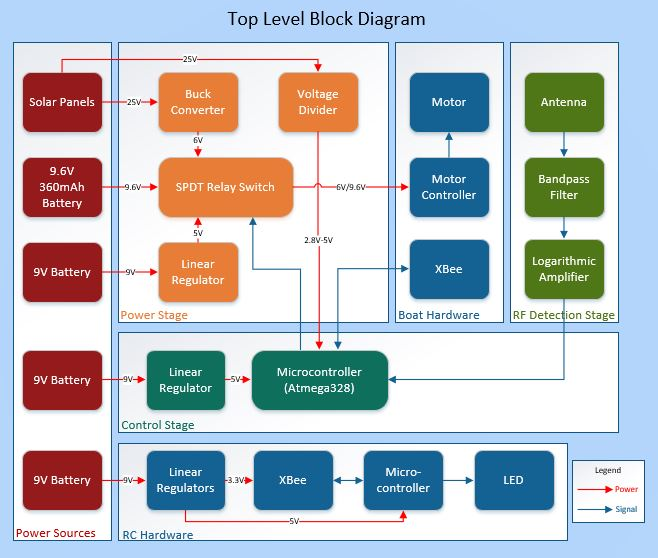 Top Level Block Diagram
25V
Solar Panels
25V
Buck
Converter
Voltage
Divider
Motor
Antenna
6V
9.6V
360mAh
Battery
9.6V
SPDT Relay Switch
6V/9.6V
Motor
Controller
Bandpass
Filter
5V
2.8V-5V
9V Battery
9V
Linear
Regulator
XBee
Logarithmic
Amplifier
Power Stage
Boat Hardware
RF Detection Stage
9V Battery
9V
Linear
Regulator
5V
Microcontroller
(Atmega328)
Control Stage
9V Battery
9V
Linear
Regulators
3.3V
XBee
Micro-
controller
LED
5V
Power Sources
RC Hardware
Legend
Power
Signal